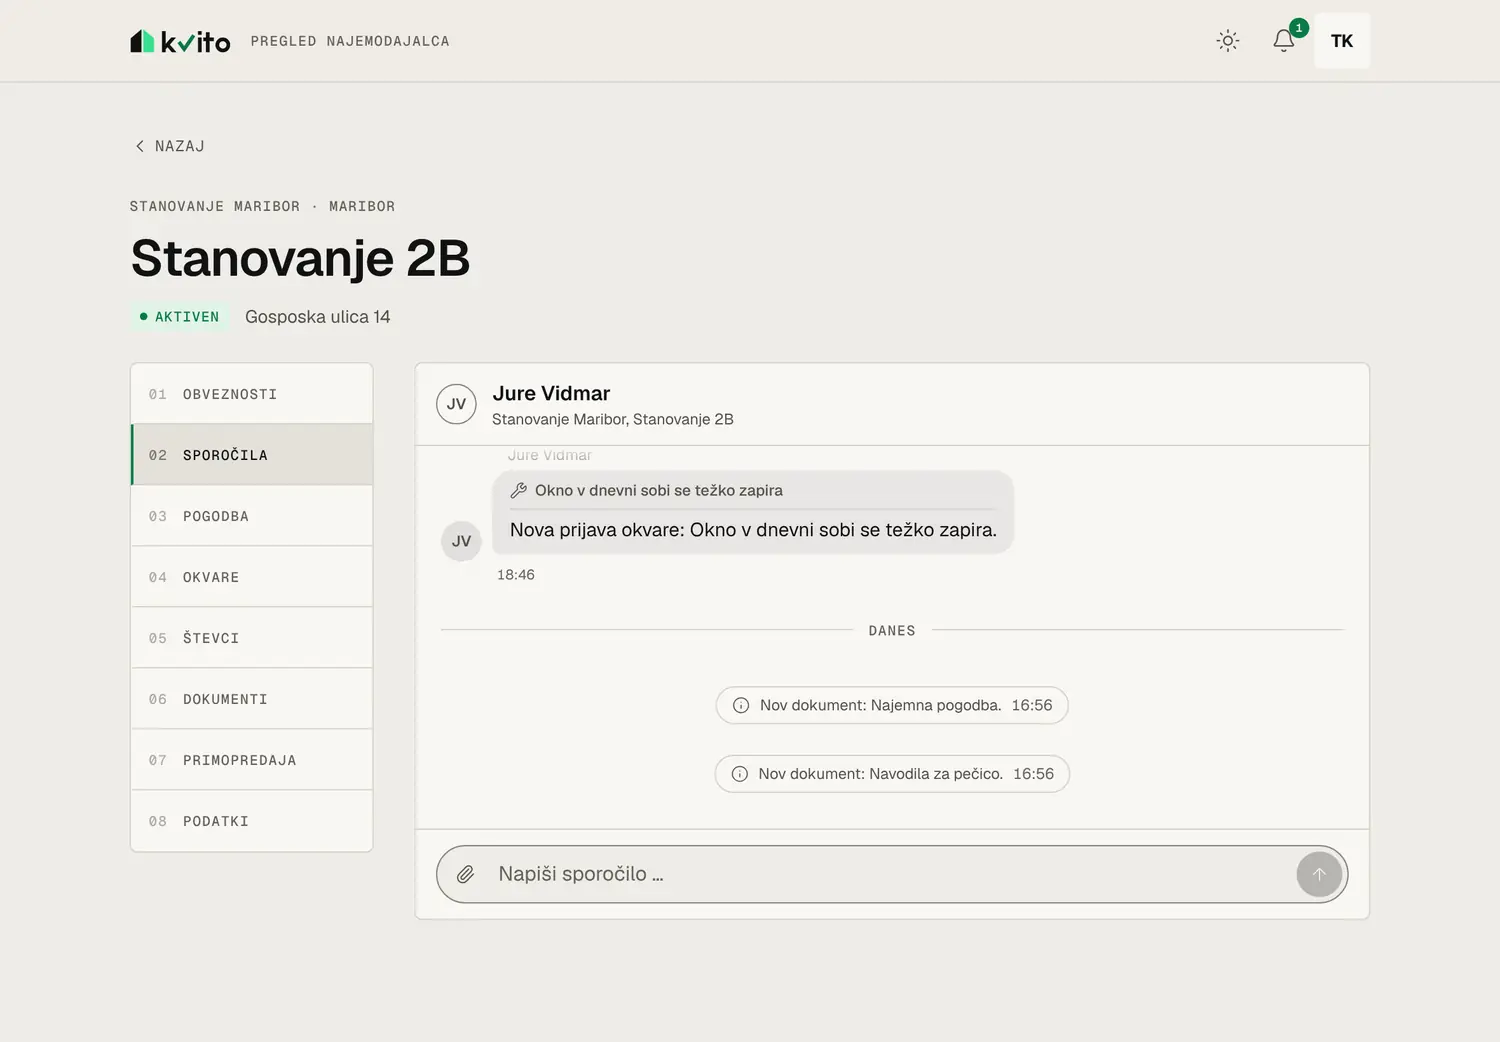 kvito PREGLED NAJEMODAJALCA
1
TK
NAZAJ
STANOVANJE MARIBOR · MARIBOR
Stanovanje 2B
AKTIVEN Gosposka ulica 14
01 OBVEZNOSTI
02 SPOROČILA
03 POGODBA
04 OKVARE
05 ŠTEVCI
06 DOKUMENTI
07 PRIMOPREDAJA
08 PODATKI
JV
Jure Vidmar
Stanovanje Maribor, Stanovanje 2B
Jure Vidmar
Okno v dnevni sobi se težko zapira
Nova prijava okvare: Okno v dnevni sobi se težko zapira.
JV
18:46
DANES
Nov dokument: Najemna pogodba. 16:56
Nov dokument: Navodila za pečico. 16:56
Napiši sporočilo …